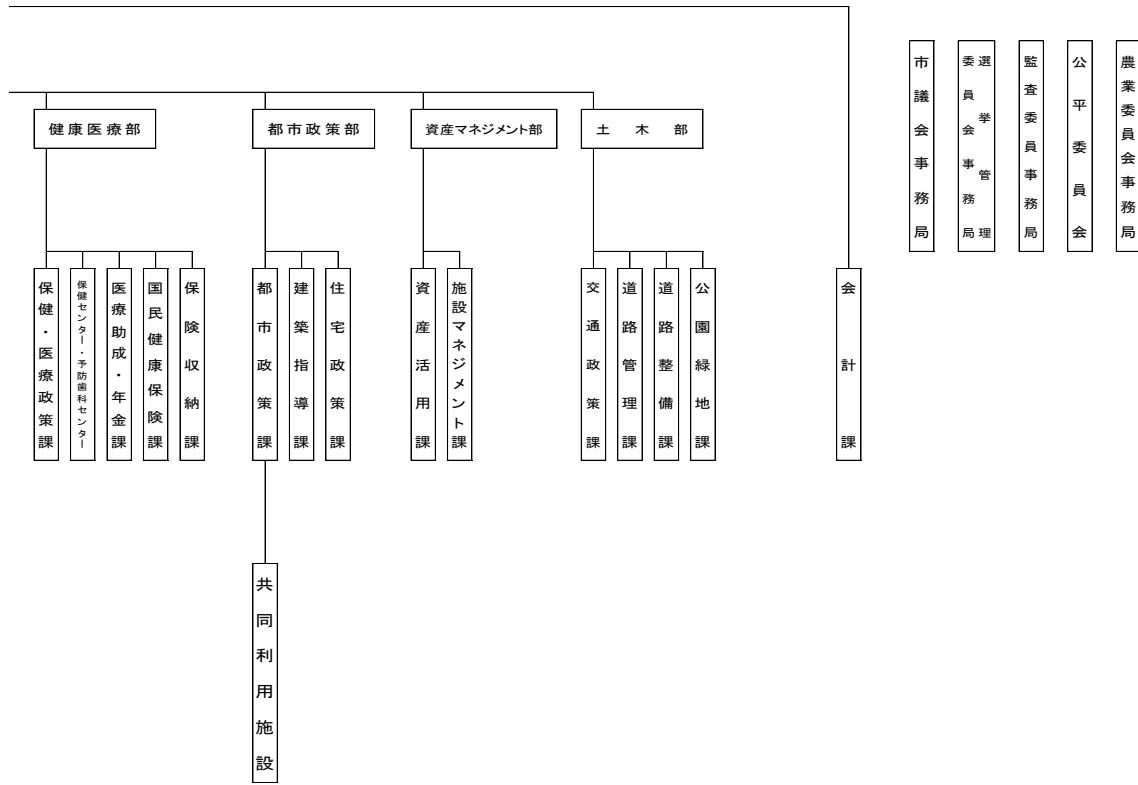 健康医療部
都市政策部
資産マネジメント部
土木部
保健・医療政策課
保健センター・予防歯科センター
医療助成・年金課
国民健康保険課
保険収納課
都市政策課
建築指導課
住宅政策課
資産活用課
施設マネジメント課
交通政策課
道路管理課
道路整備課
公園緑地課
会計課
共同利用施設
市議会事務局
選挙管理
委員会事務局
監査委員事務局
公平委員会
農業委員会事務局